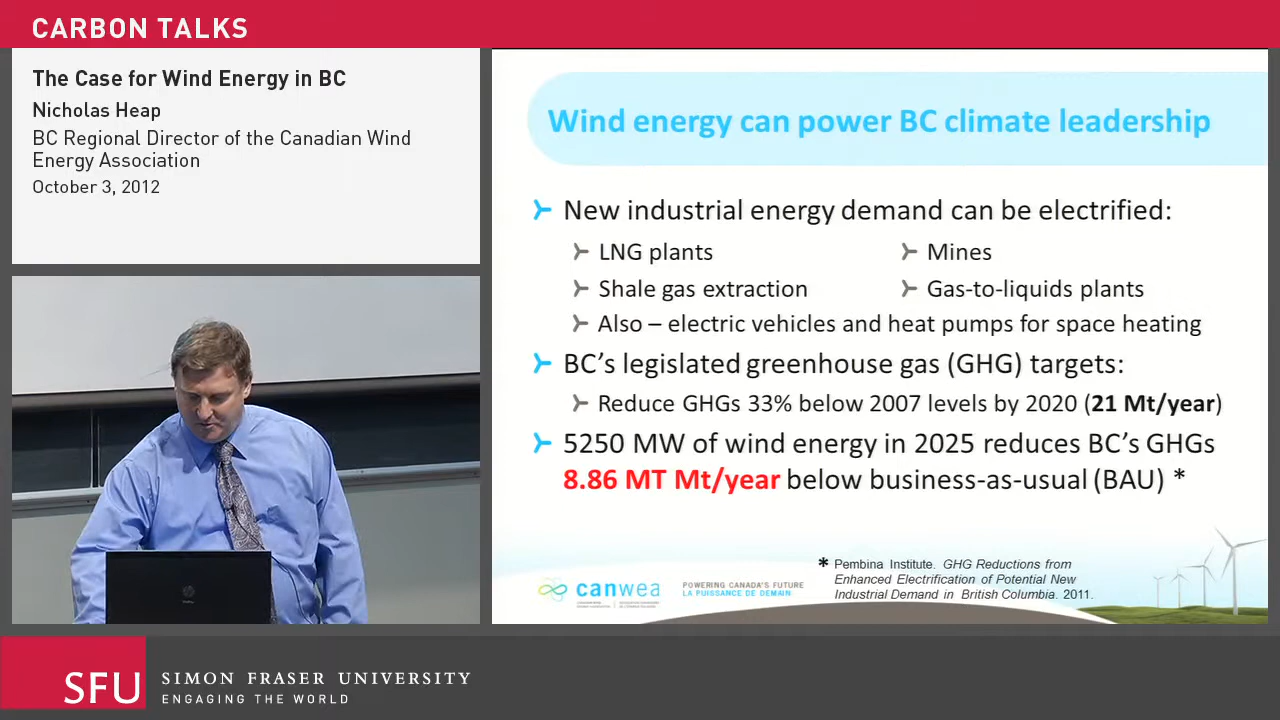 CARBON TALKS
The Case for Wind Energy in BC
Nicholas Heap
BC Regional Director of the Canadian Wind
Energy Association
October 3, 2012
Wind energy can power BC climate leadership
New industrial energy demand can be electrified:
LNG plants
Mines
Shale gas extraction
Gas-to-liquids plants
Also – electric vehicles and heat pumps for space heating
BC’s legislated greenhouse gas (GHG) targets:
Reduce GHGs 33% below 2007 levels by 2020 (21 Mt/year)
5250 MW of wind energy in 2025 reduces BC’s GHGs
8.86 MT Mt/year below business-as-usual (BAU) *
* Pembina Institute. GHG Reductions from
Enhanced Electrification of Potential New
Industrial Demand in British Columbia. 2011.
canwea
POWERING CANADA'S FUTURE
LA PUISSANCE DE DEMAIN
SFU
SIMON FRASER UNIVERSITY
ENGAGING THE WORLD